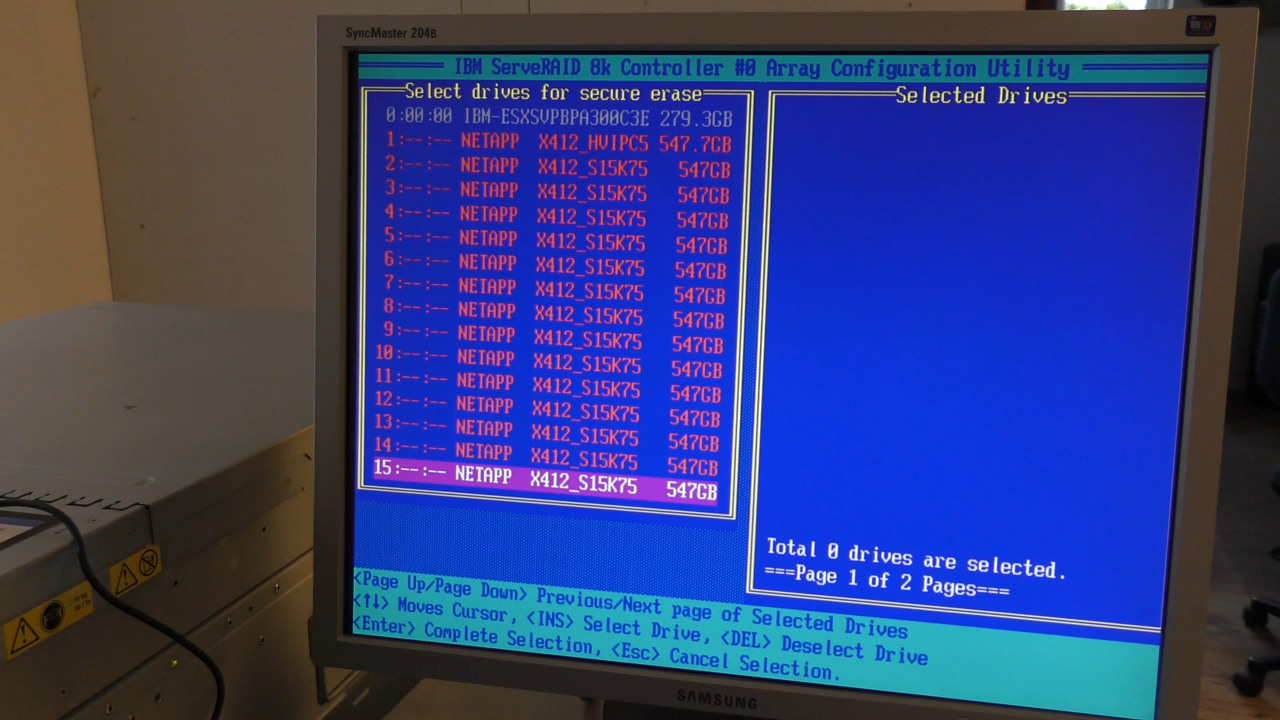 SyncMaster 204B
IBM ServeRAID 8k Controller #0 Array Configuration Utility
Select drives for secure erase
0:00:00 IBM-ESXSVPBPA300C3E 279.3GB
1:--:-- NETAPP X412_HVIPC5 547.7GB
2:--:-- NETAPP X412_S15K75 547GB
3:--:-- NETAPP X412_S15K75 547GB
4:--:-- NETAPP X412_S15K75 547GB
5:--:-- NETAPP X412_S15K75 547GB
6:--:-- NETAPP X412_S15K75 547GB
7:--:-- NETAPP X412_S15K75 547GB
8:--:-- NETAPP X412_S15K75 547GB
9:--:-- NETAPP X412_S15K75 547GB
10:--:-- NETAPP X412_S15K75 547GB
11:--:-- NETAPP X412_S15K75 547GB
12:--:-- NETAPP X412_S15K75 547GB
13:--:-- NETAPP X412_S15K75 547GB
14:--:-- NETAPP X412_S15K75 547GB
15:--:-- NETAPP X412_S15K75 547GB
Selected Drives
Total 0 drives are selected.
===Page 1 of 2 Pages===
<Page Up/Page Down> Previous/Next page of Selected Drives
<↑↓> Moves Cursor, <INS> Select Drive, <DEL> Deselect Drive
<Enter> Complete Selection, <Esc> Cancel Selection.
SAMSUNG